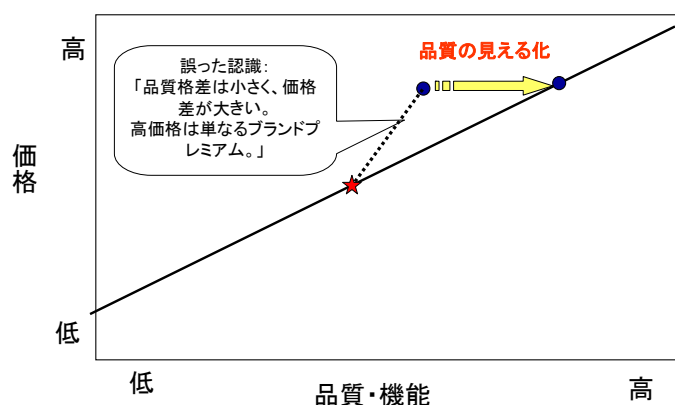 高
品質の見える化
誤った認識：
「品質格差は小さく、価格
差が大きい。
高価格は単なるブランドプ
レミアム。」
価格
低
低
品質・機能
高